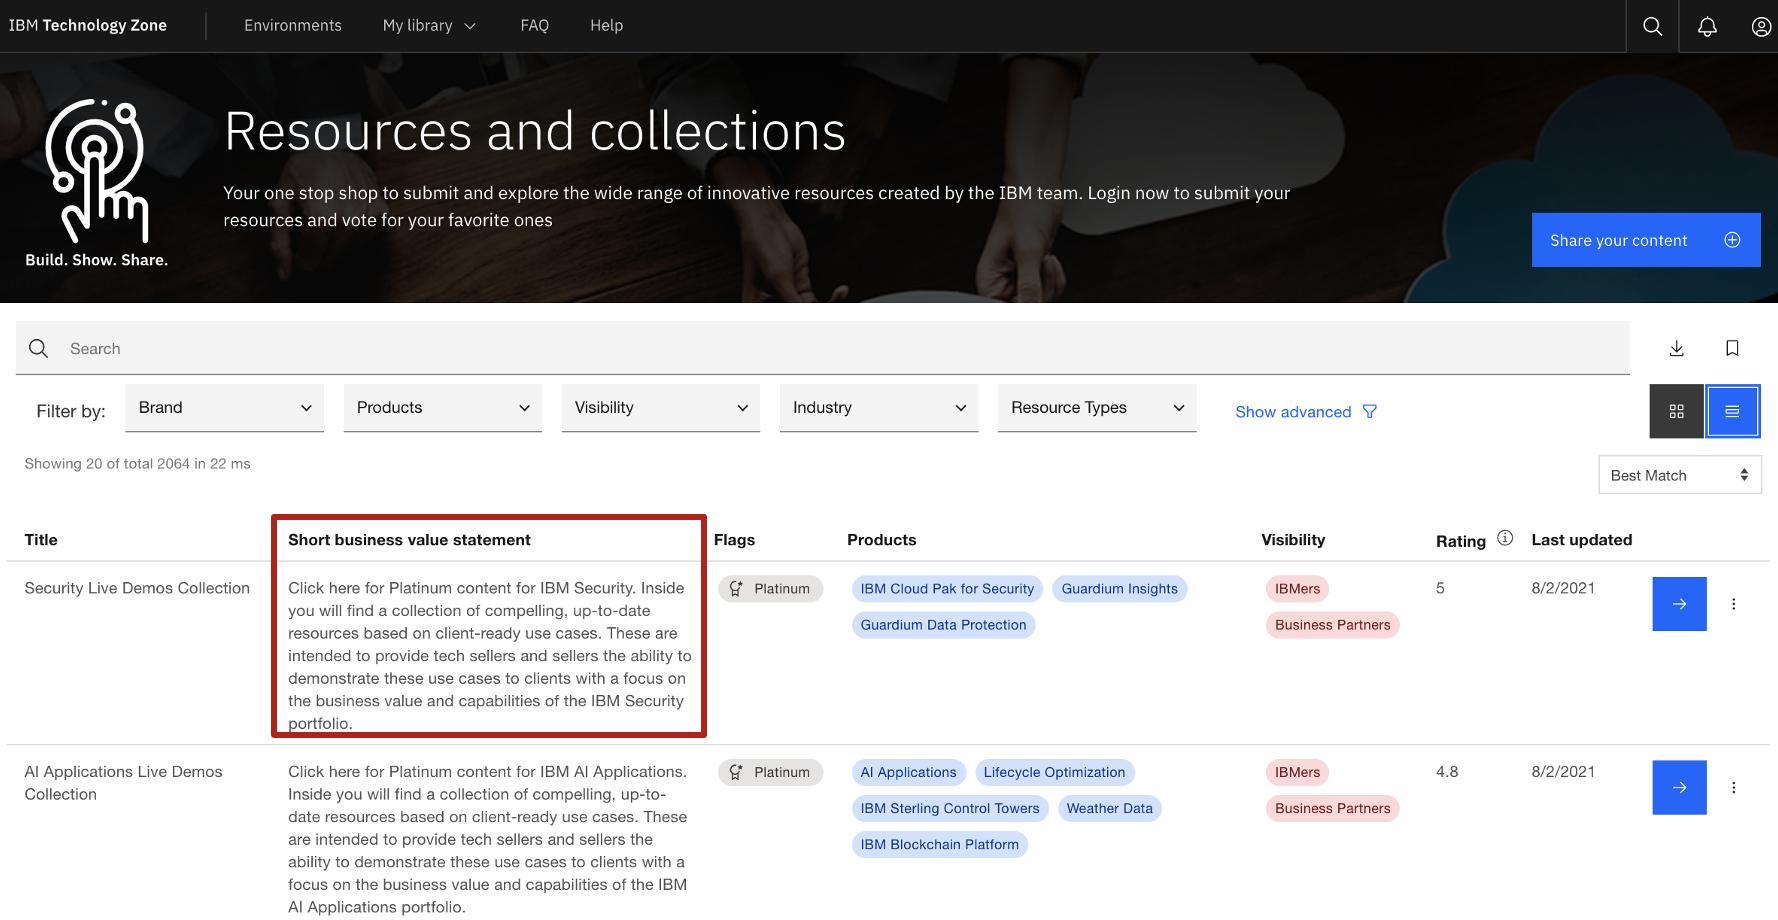 IBM Technology Zone
Environments
My library
FAQ
Help
Resources and collections
Your one stop shop to submit and explore the wide range of innovative resources created by the IBM team. Login now to submit your
resources and vote for your favorite ones
Build. Show. Share.
Share your content
Search
Filter by:
Brand
Products
Visibility
Industry
Resource Types
Show advanced
Showing 20 of total 2064 in 22 ms
Best Match
Title
Short business value statement
Flags
Products
Visibility
Rating
Last updated
Security Live Demos Collection
Click here for Platinum content for IBM Security. Inside
you will find a collection of compelling, up-to-date
resources based on client-ready use cases. These are
intended to provide tech sellers and sellers the ability to
demonstrate these use cases to clients with a focus on
the business value and capabilities of the IBM Security
portfolio.
Platinum
IBM Cloud Pak for Security
Guardium Insights
Guardium Data Protection
IBMers
Business Partners
5
8/2/2021
AI Applications Live Demos
Collection
Click here for Platinum content for IBM AI Applications.
Inside you will find a collection of compelling, up-to-
date resources based on client-ready use cases. These
are intended to provide tech sellers and sellers the
ability to demonstrate these use cases to clients with a
focus on the business value and capabilities of the IBM
AI Applications portfolio.
Platinum
AI Applications
Lifecycle Optimization
IBM Sterling Control Towers
Weather Data
IBM Blockchain Platform
IBMers
Business Partners
4.8
8/2/2021